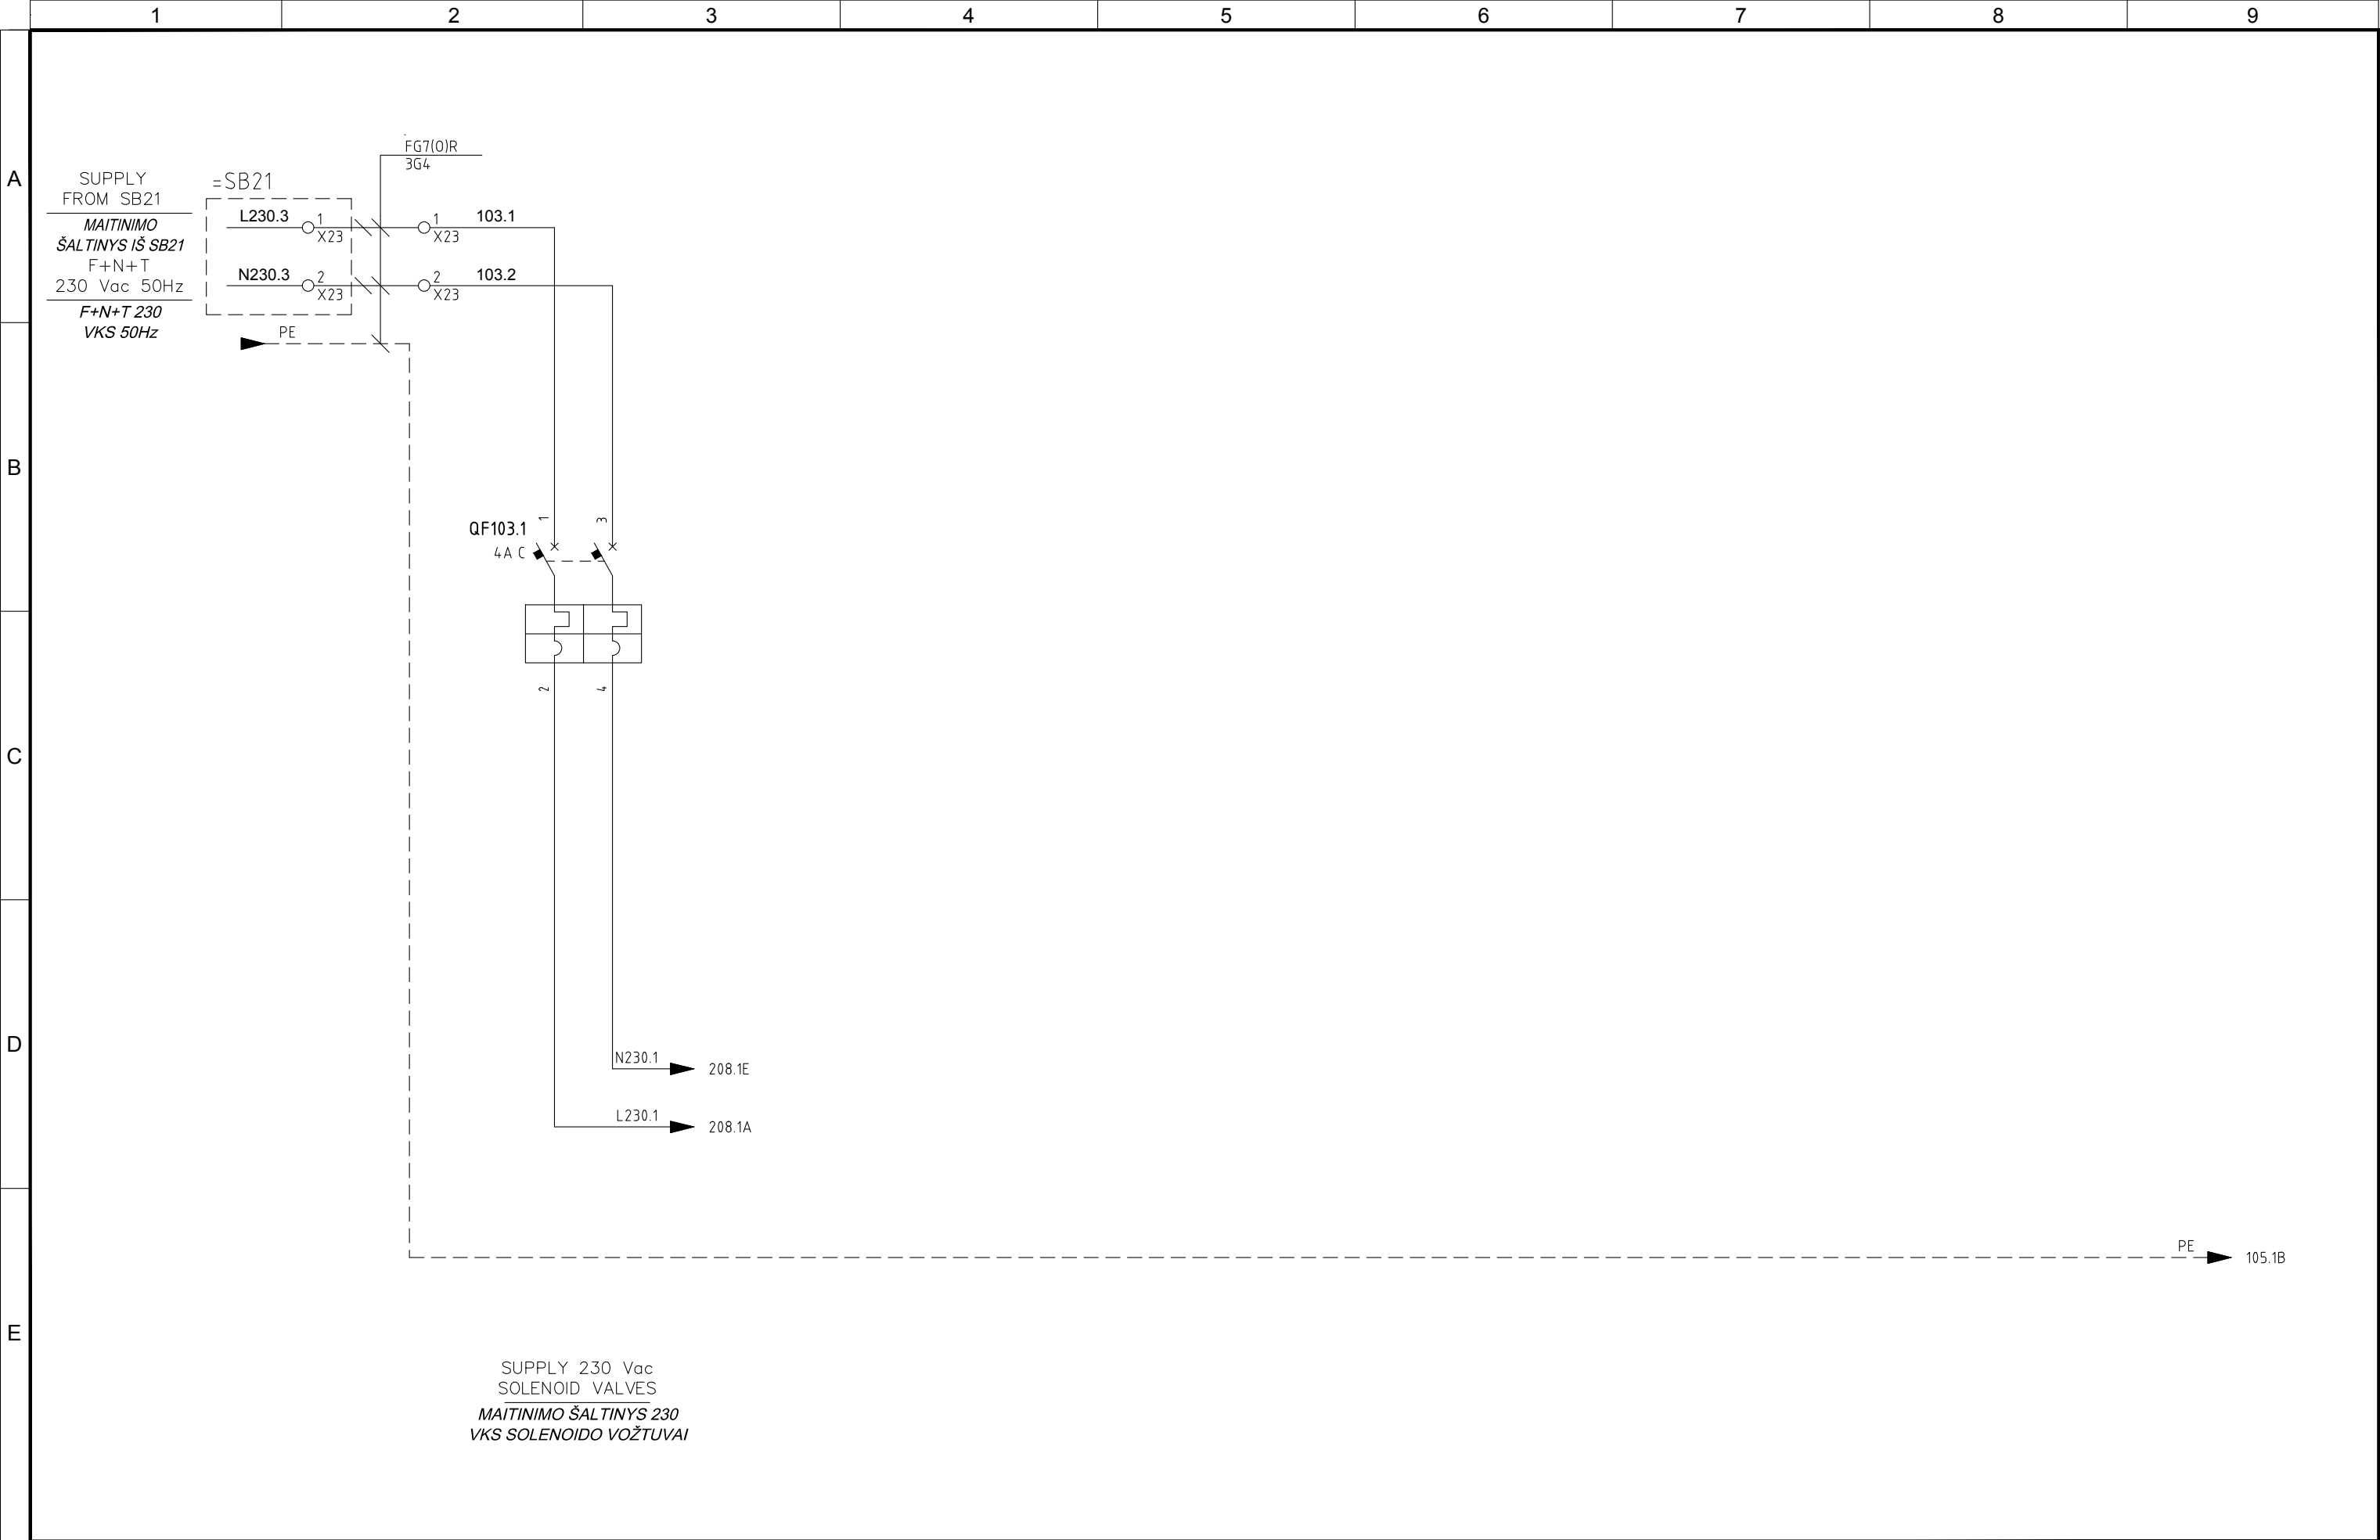 1 2 3 4 5 6 7 8 9
A
B
C
D
E
FG7(O)R
3G4
SUPPLY
FROM SB21
MAITINIMO
ŠALTINYS IŠ SB21
F+N+T
230 Vac 50Hz
F+N+T 230
VKS 50Hz
=SB21
L230.3 1 1 103.1
X23 X23
N230.3 2 2 103.2
X23 X23
PE
QF103.1 1 3
4A C
2 4
N230.1 208.1E
L230.1 208.1A
PE 105.1B
SUPPLY 230 Vac
SOLENOID VALVES
MAITINIMO ŠALTINYS 230
VKS SOLENOIDO VOŽTUVAI